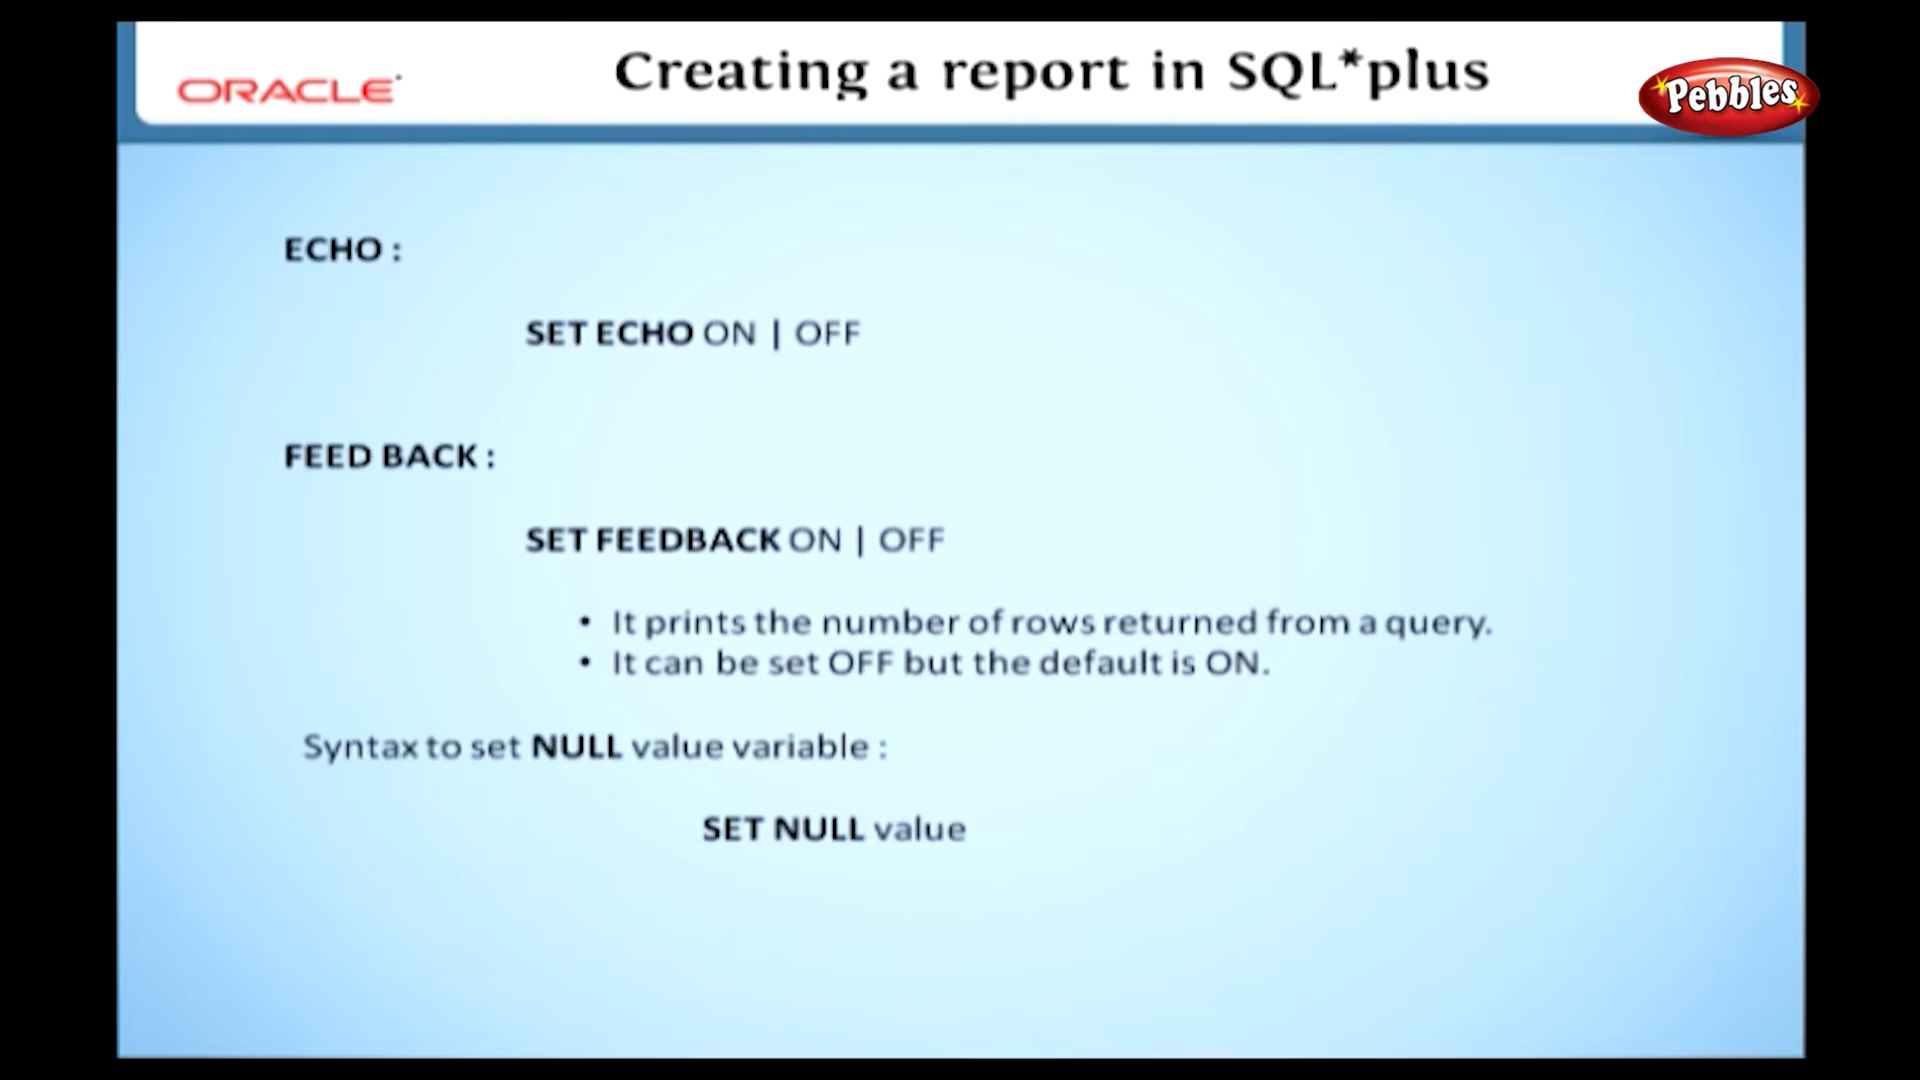 ORACLE
Creating a report in SQL*plus
Pebbles
ECHO :
SET ECHO ON | OFF
FEED BACK :
SET FEEDBACK ON | OFF
• It prints the number of rows returned from a query.
• It can be set OFF but the default is ON.
Syntax to set NULL value variable :
SET NULL value